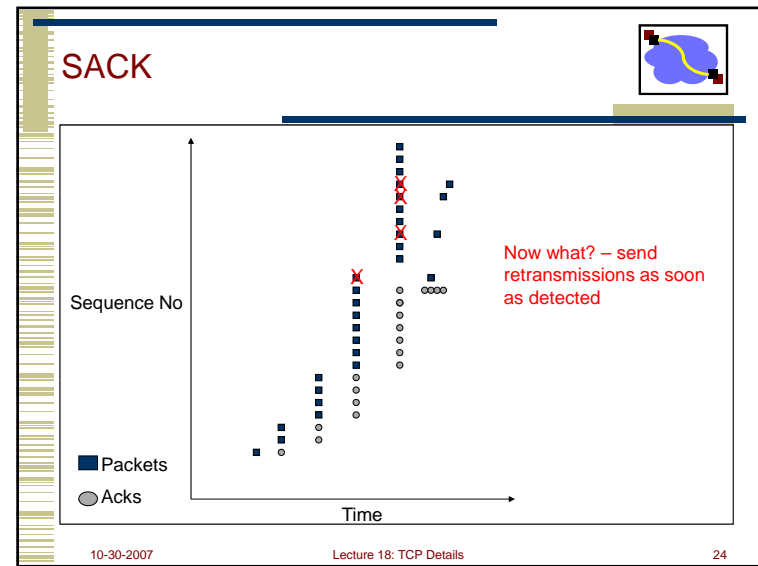 SACK
X
X
X
X
Now what? – send
retransmissions as soon
as detected
Sequence No
Packets
Acks
Time
10-30-2007
Lecture 18: TCP Details
24